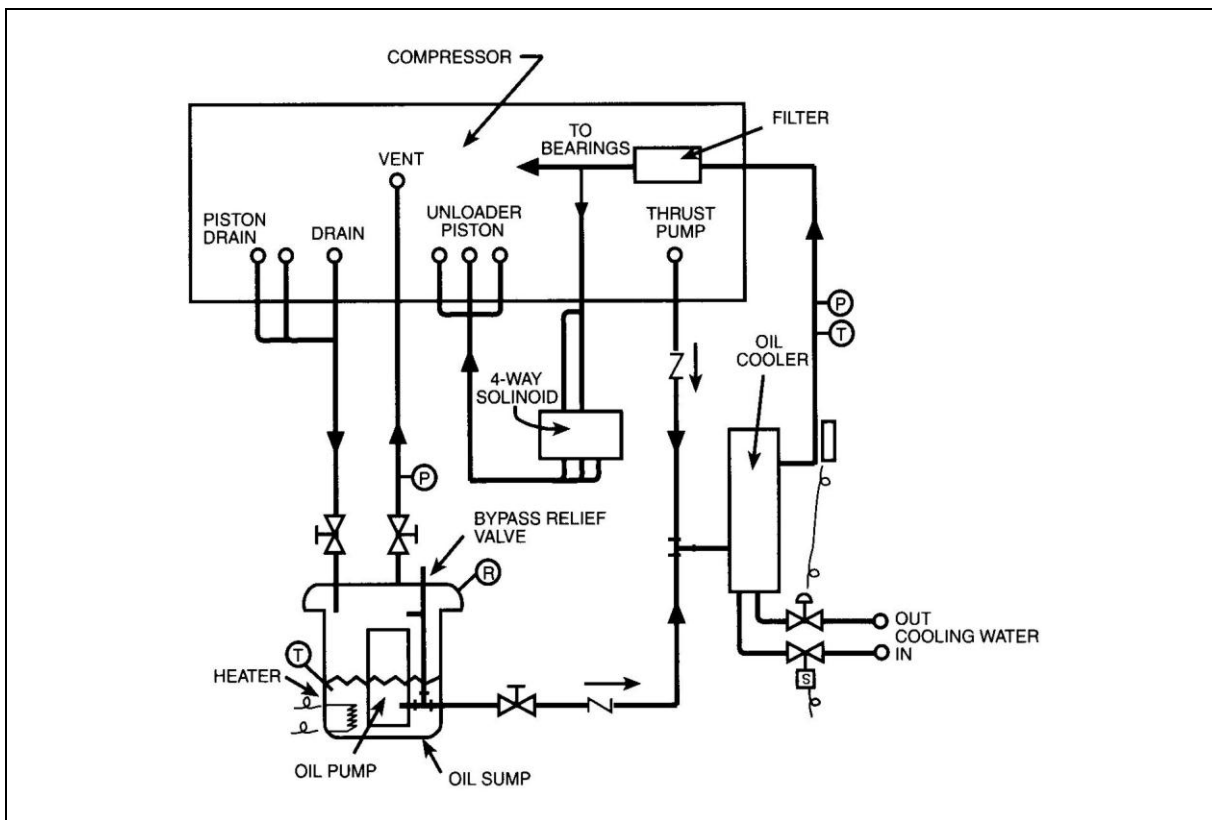 COMPRESSOR
TO
BEARINGS
FILTER
VENT
PISTON
DRAIN
DRAIN
UNLOADER
PISTON
THRUST
PUMP
P
T
OIL
COOLER
4-WAY
SOLINOID
P
BYPASS RELIEF
VALVE
R
OUT
COOLING WATER
IN
S
T
HEATER
OIL PUMP
OIL SUMP